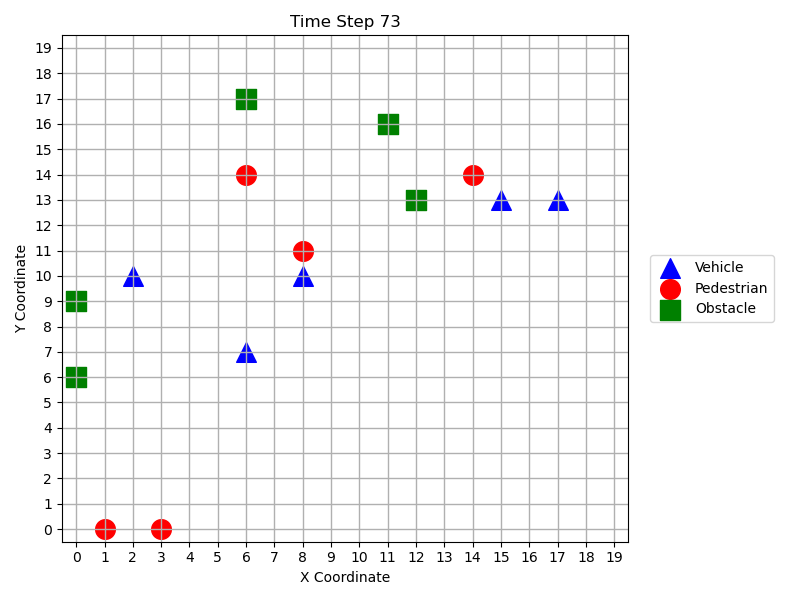 Time Step 73
19
18
17
16
15
14
13
12
11
10
9
8
7
6
5
4
3
2
1
0
Y Coordinate
0 1 2 3 4 5 6 7 8 9 10 11 12 13 14 15 16 17 18 19
X Coordinate
Vehicle
Pedestrian
Obstacle